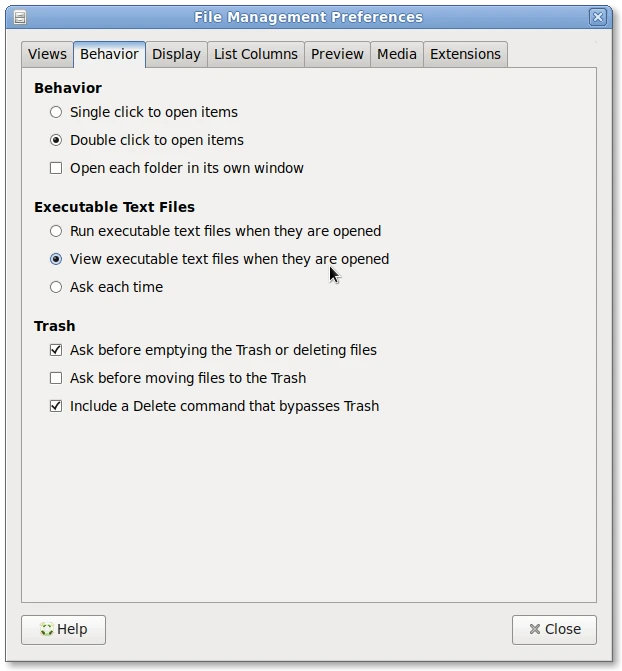 File Management Preferences
Views Behavior Display List Columns Preview Media Extensions
Behavior
Single click to open items
Double click to open items
Open each folder in its own window
Executable Text Files
Run executable text files when they are opened
View executable text files when they are opened
Ask each time
Trash
Ask before emptying the Trash or deleting files
Ask before moving files to the Trash
Include a Delete command that bypasses Trash
Help Close